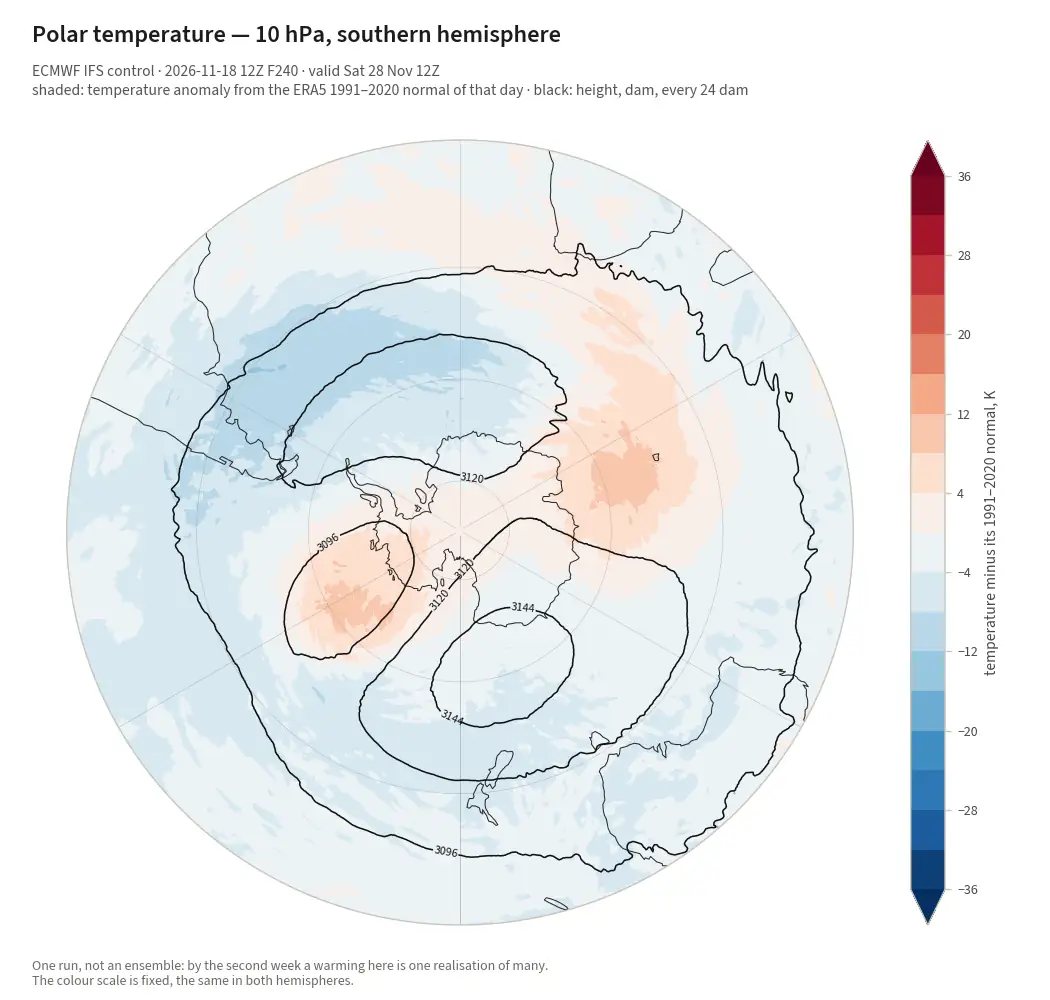 Polar temperature — 10 hPa, southern hemisphere
ECMWF IFS control · 2026-11-18 12Z F240 · valid Sat 28 Nov 12Z
shaded: temperature anomaly from the ERA5 1991–2020 normal of that day · black: height, dam, every 24 dam
36
28
20
12
4
−4
−12
−20
−28
−36
temperature minus its 1991–2020 normal, K
3120
3096
3120
3120
3144
3144
3096
One run, not an ensemble: by the second week a warming here is one realisation of many.
The colour scale is fixed, the same in both hemispheres.